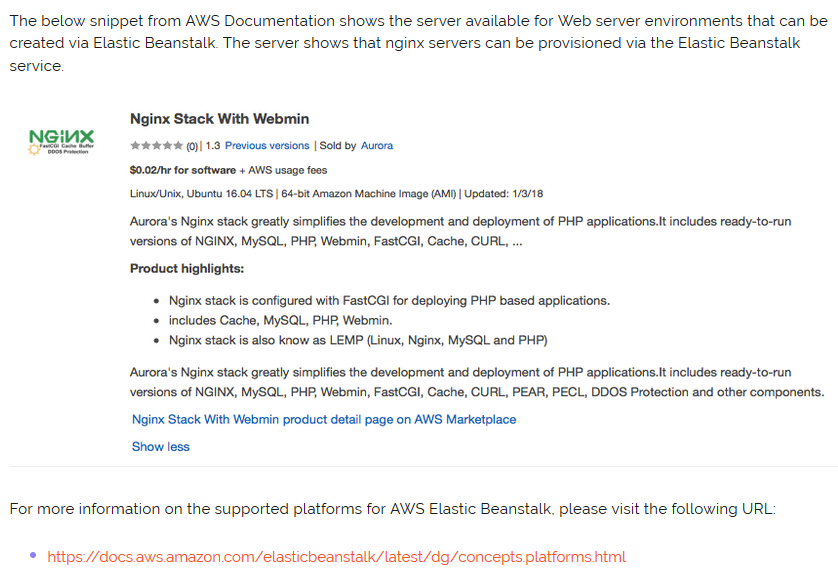 The below snippet from AWS Documentation shows the server available for Web server environments that can be
created via Elastic Beanstalk. The server shows that nginx servers can be provisioned via the Elastic Beanstalk
service.
Nginx Stack With Webmin
NGiNX
FastCGI Cache Buffer
DDOS Protection
(0) | 1.3 Previous versions | Sold by Aurora
$0.02/hr for software + AWS usage fees
Linux/Unix, Ubuntu 16.04 LTS | 64-bit Amazon Machine Image (AMI) | Updated: 1/3/18
Aurora's Nginx stack greatly simplifies the development and deployment of PHP applications.It includes ready-to-run
versions of NGINX, MySQL, PHP, Webmin, FastCGI, Cache, CURL, ...
Product highlights:
• Nginx stack is configured with FastCGI for deploying PHP based applications.
• includes Cache, MySQL, PHP, Webmin.
• Nginx stack is also know as LEMP (Linux, Nginx, MySQL and PHP)
Aurora's Nginx stack greatly simplifies the development and deployment of PHP applications.It includes ready-to-run
versions of NGINX, MySQL, PHP, Webmin, FastCGI, Cache, CURL, PEAR, PECL, DDOS Protection and other components.
Nginx Stack With Webmin product detail page on AWS Marketplace
Show less
For more information on the supported platforms for AWS Elastic Beanstalk, please visit the following URL:
• https://docs.aws.amazon.com/elasticbeanstalk/latest/dg/concepts.platforms.html